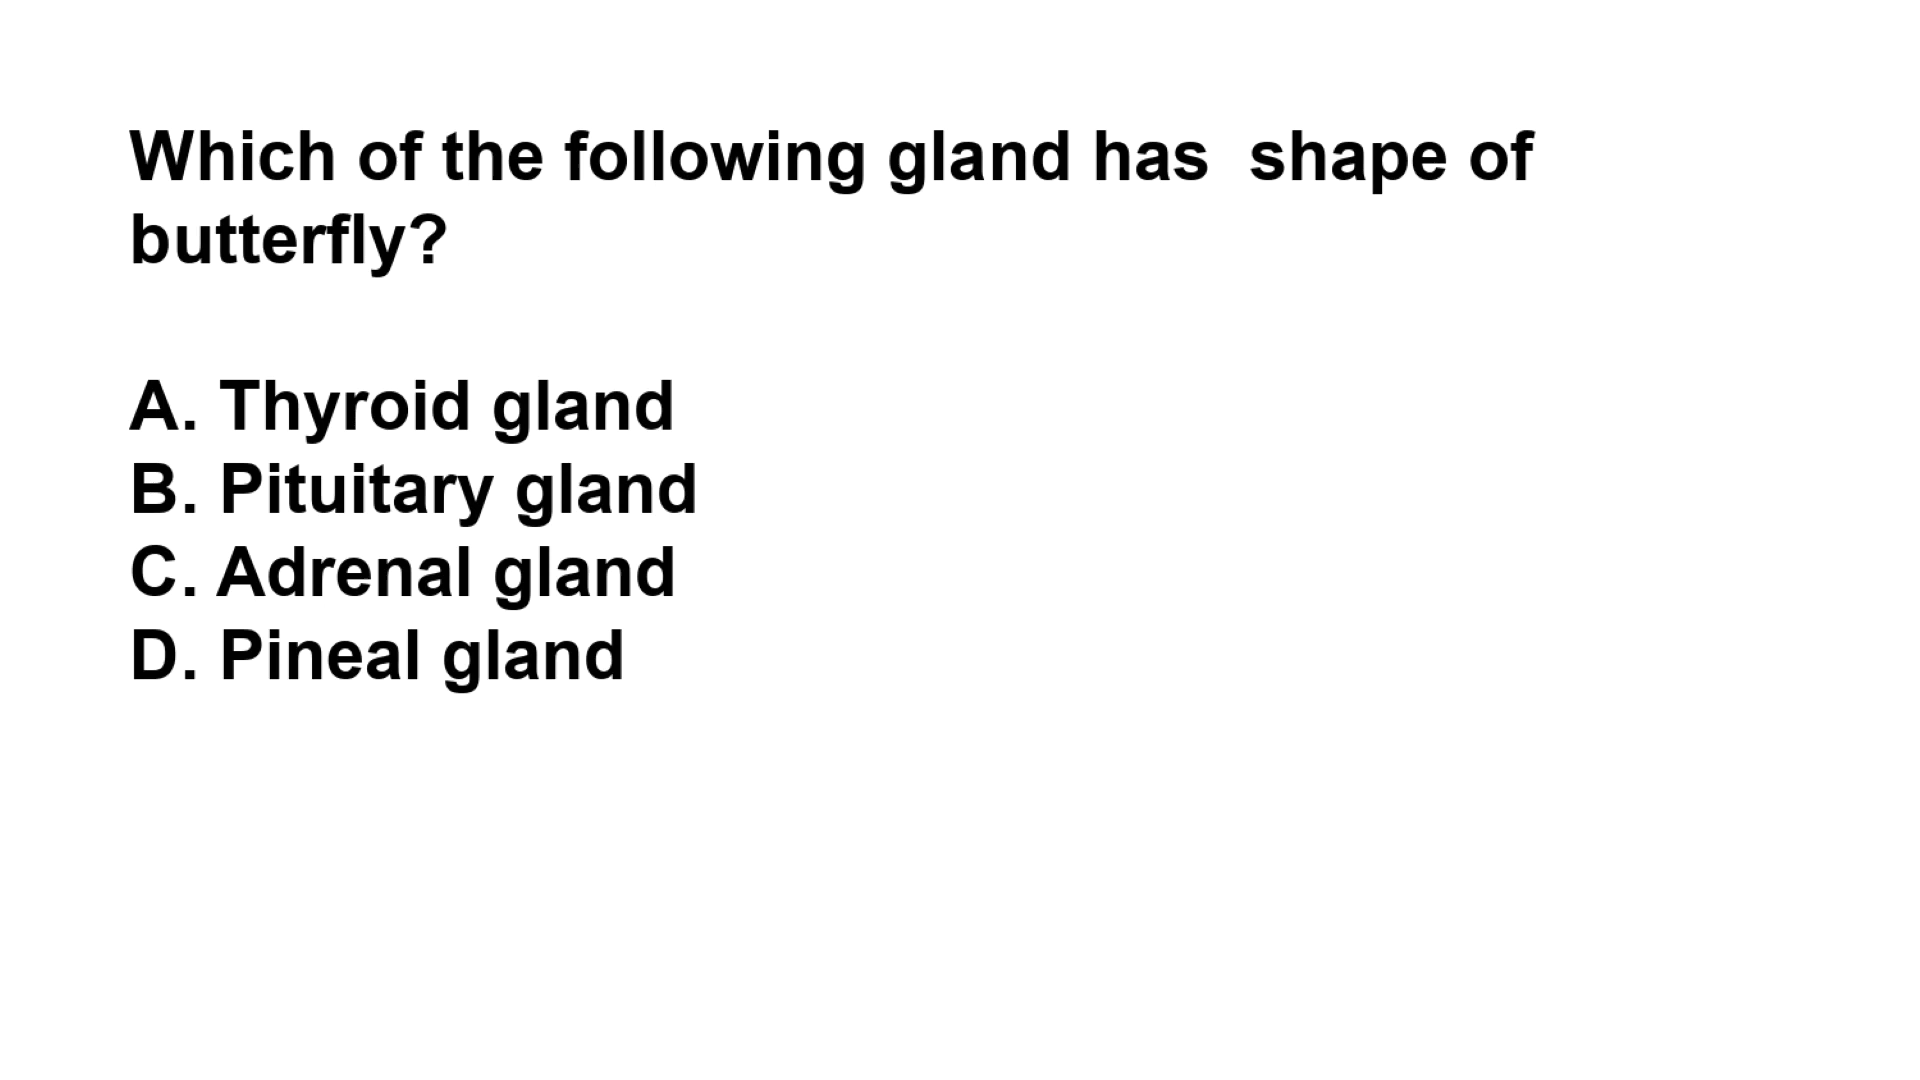 Which of the following gland has  shape of
butterfly?
A. Thyroid gland
B. Pituitary gland
C. Adrenal gland
D. Pineal gland